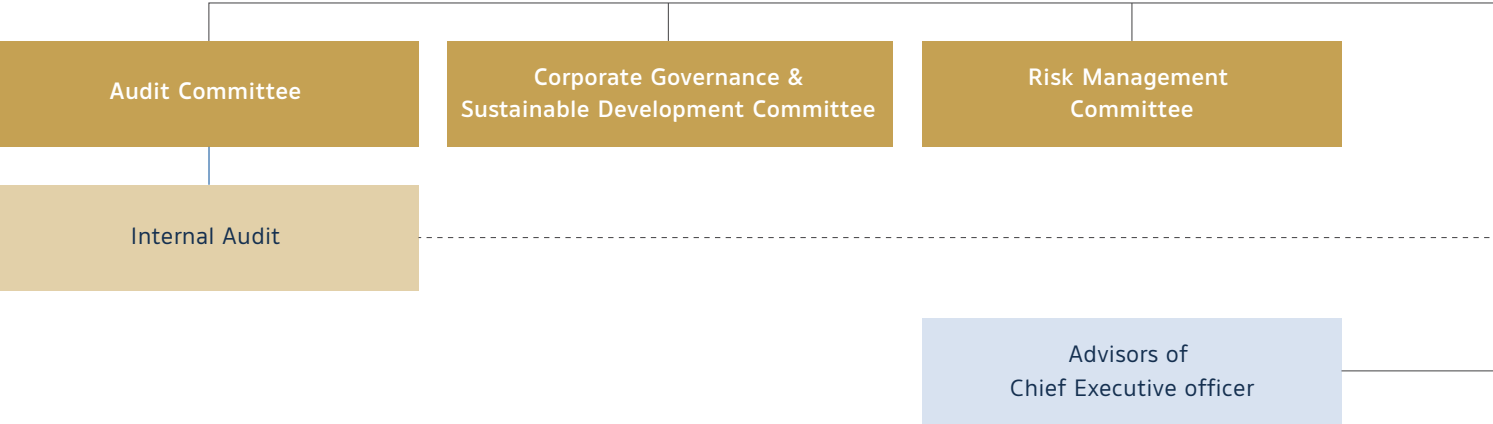 Audit Committee
Corporate Governance &
Sustainable Development Committee
Risk Management
Committee
Internal Audit
Advisors of
Chief Executive officer